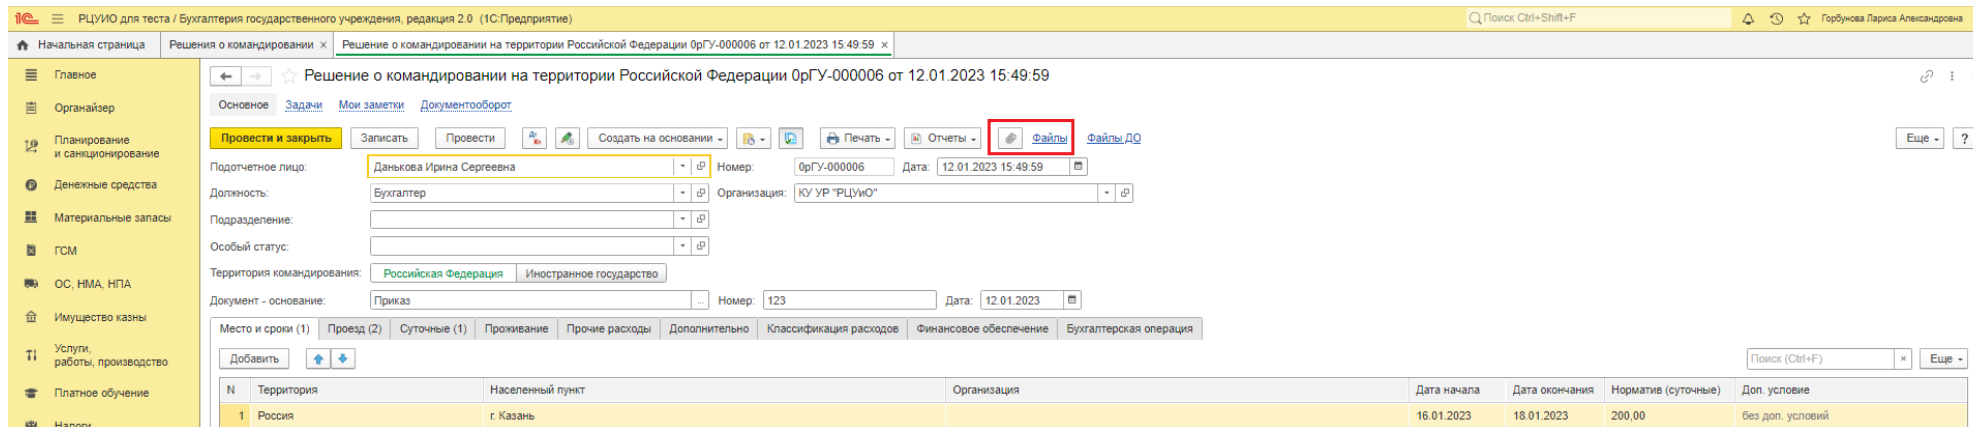 1С РЦУИО для теста / Бухгалтерия государственного учреждения, редакция 2.0 (1С:Предприятие) Поиск Ctrl+Shift+F Горбунова Лариса Александровна
Начальная страница Решения о командировании × Решение о командировании на территории Российской Федерации 0рГУ-000006 от 12.01.2023 15:49:59 ×
Главное
Органайзер
Планирование
и санкционирование
Денежные средства
Материальные запасы
ГСМ
ОС, НМА, НПА
Имущество казны
Услуги,
работы, производство
Платное обучение
Налоги
Решение о командировании на территории Российской Федерации 0рГУ-000006 от 12.01.2023 15:49:59
Основное Задачи Мои заметки Документооборот
Провести и закрыть Записать Провести Дт Кт Создать на основании Печать Отчеты Файлы Файлы ДО Еще ?
Подотчетное лицо: Данькова Ирина Сергеевна Номер: 0рГУ-000006 Дата: 12.01.2023 15:49:59
Должность: Бухгалтер Организация: КУ УР "РЦУиО"
Подразделение:
Особый статус:
Территория командирования: Российская Федерация Иностранное государство
Документ - основание: Приказ ... Номер: 123 Дата: 12.01.2023
Место и сроки (1) Проезд (2) Суточные (1) Проживание Прочие расходы Дополнительно Классификация расходов Финансовое обеспечение Бухгалтерская операция
Добавить Поиск (Ctrl+F) × Еще
N Территория Населенный пункт Организация Дата начала Дата окончания Норматив (суточные) Доп. условие
1 Россия г. Казань 16.01.2023 18.01.2023 200,00 без доп. условий